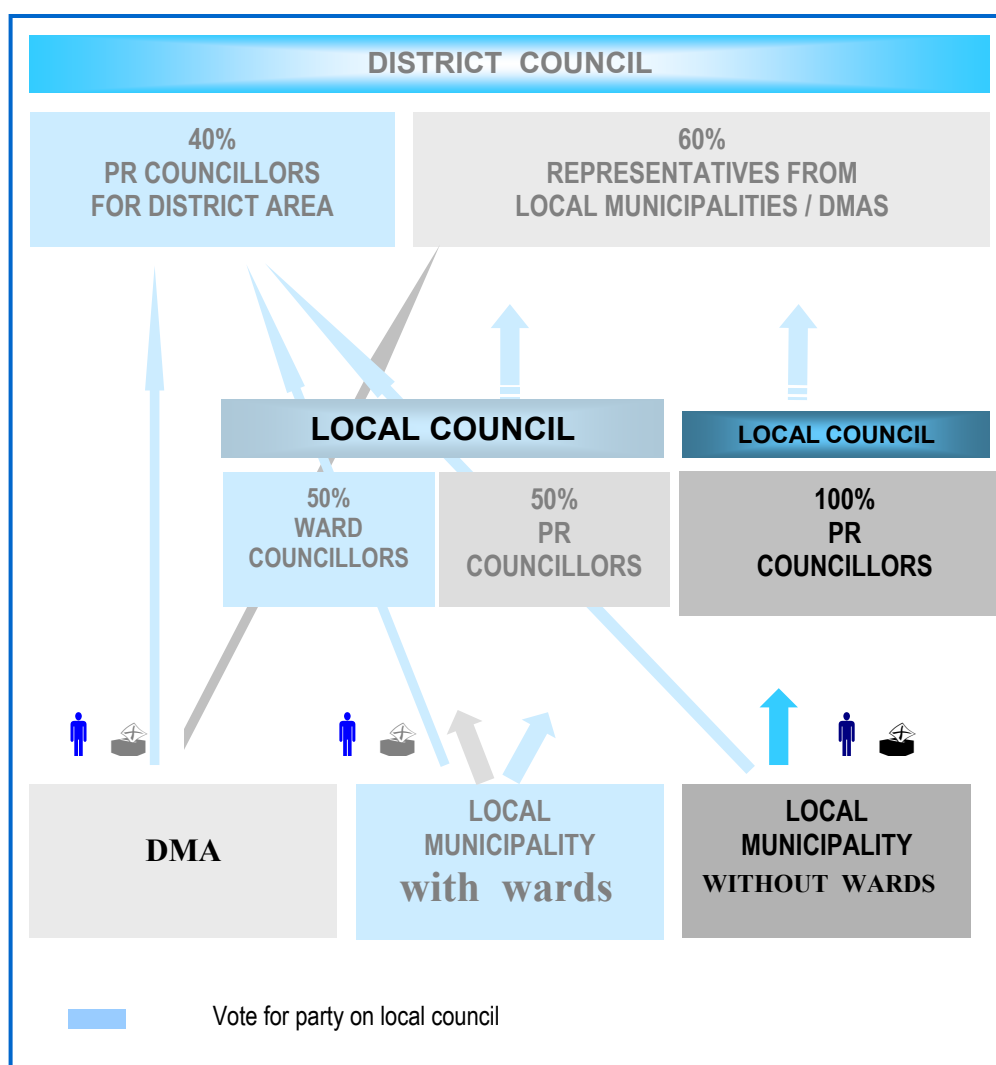 DISTRICT COUNCIL
40%
PR COUNCILLORS
FOR DISTRICT AREA
60%
REPRESENTATIVES FROM
LOCAL MUNICIPALITIES / DMAS
LOCAL COUNCIL
LOCAL COUNCIL
50%
WARD
COUNCILLORS
50%
PR
COUNCILLORS
100%
PR
COUNCILLORS
DMA
LOCAL
MUNICIPALITY
with wards
LOCAL
MUNICIPALITY
WITHOUT WARDS
Vote for party on local council